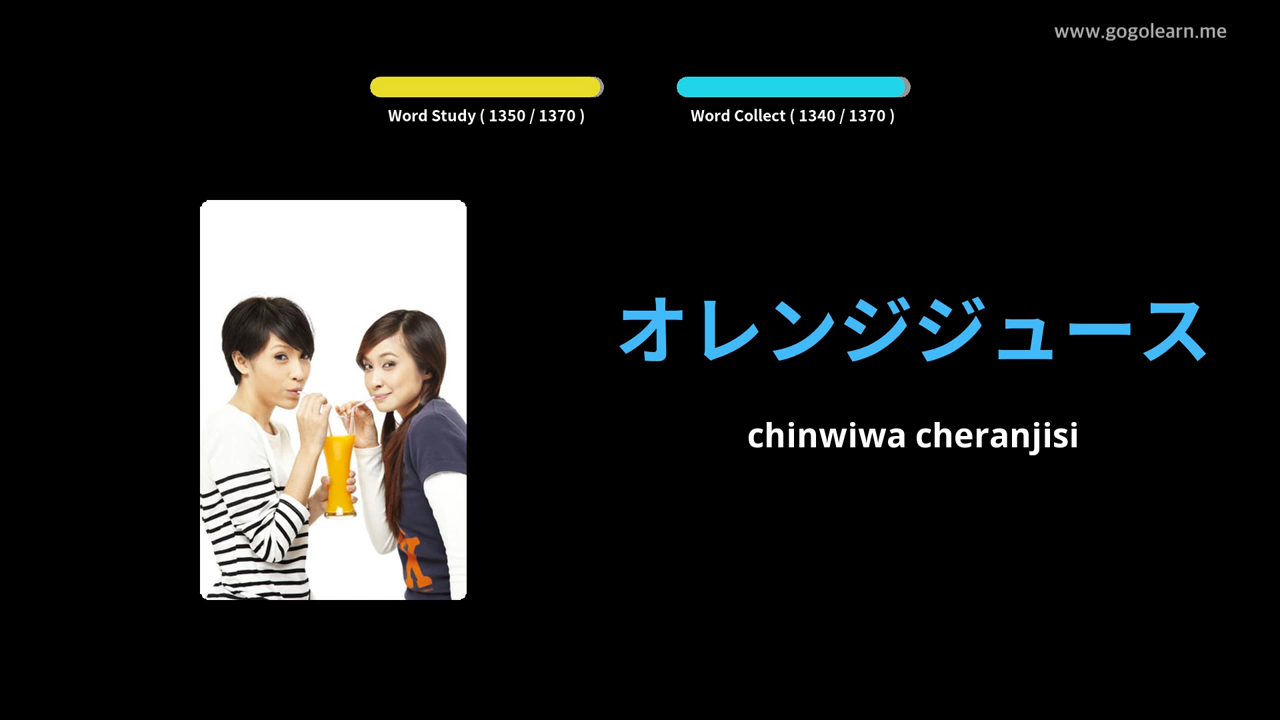 www.gogolearn.me
Word Study ( 1350 / 1370 )
Word Collect ( 1340 / 1370 )
オレンジジュース
chinwiwa cheranjisi